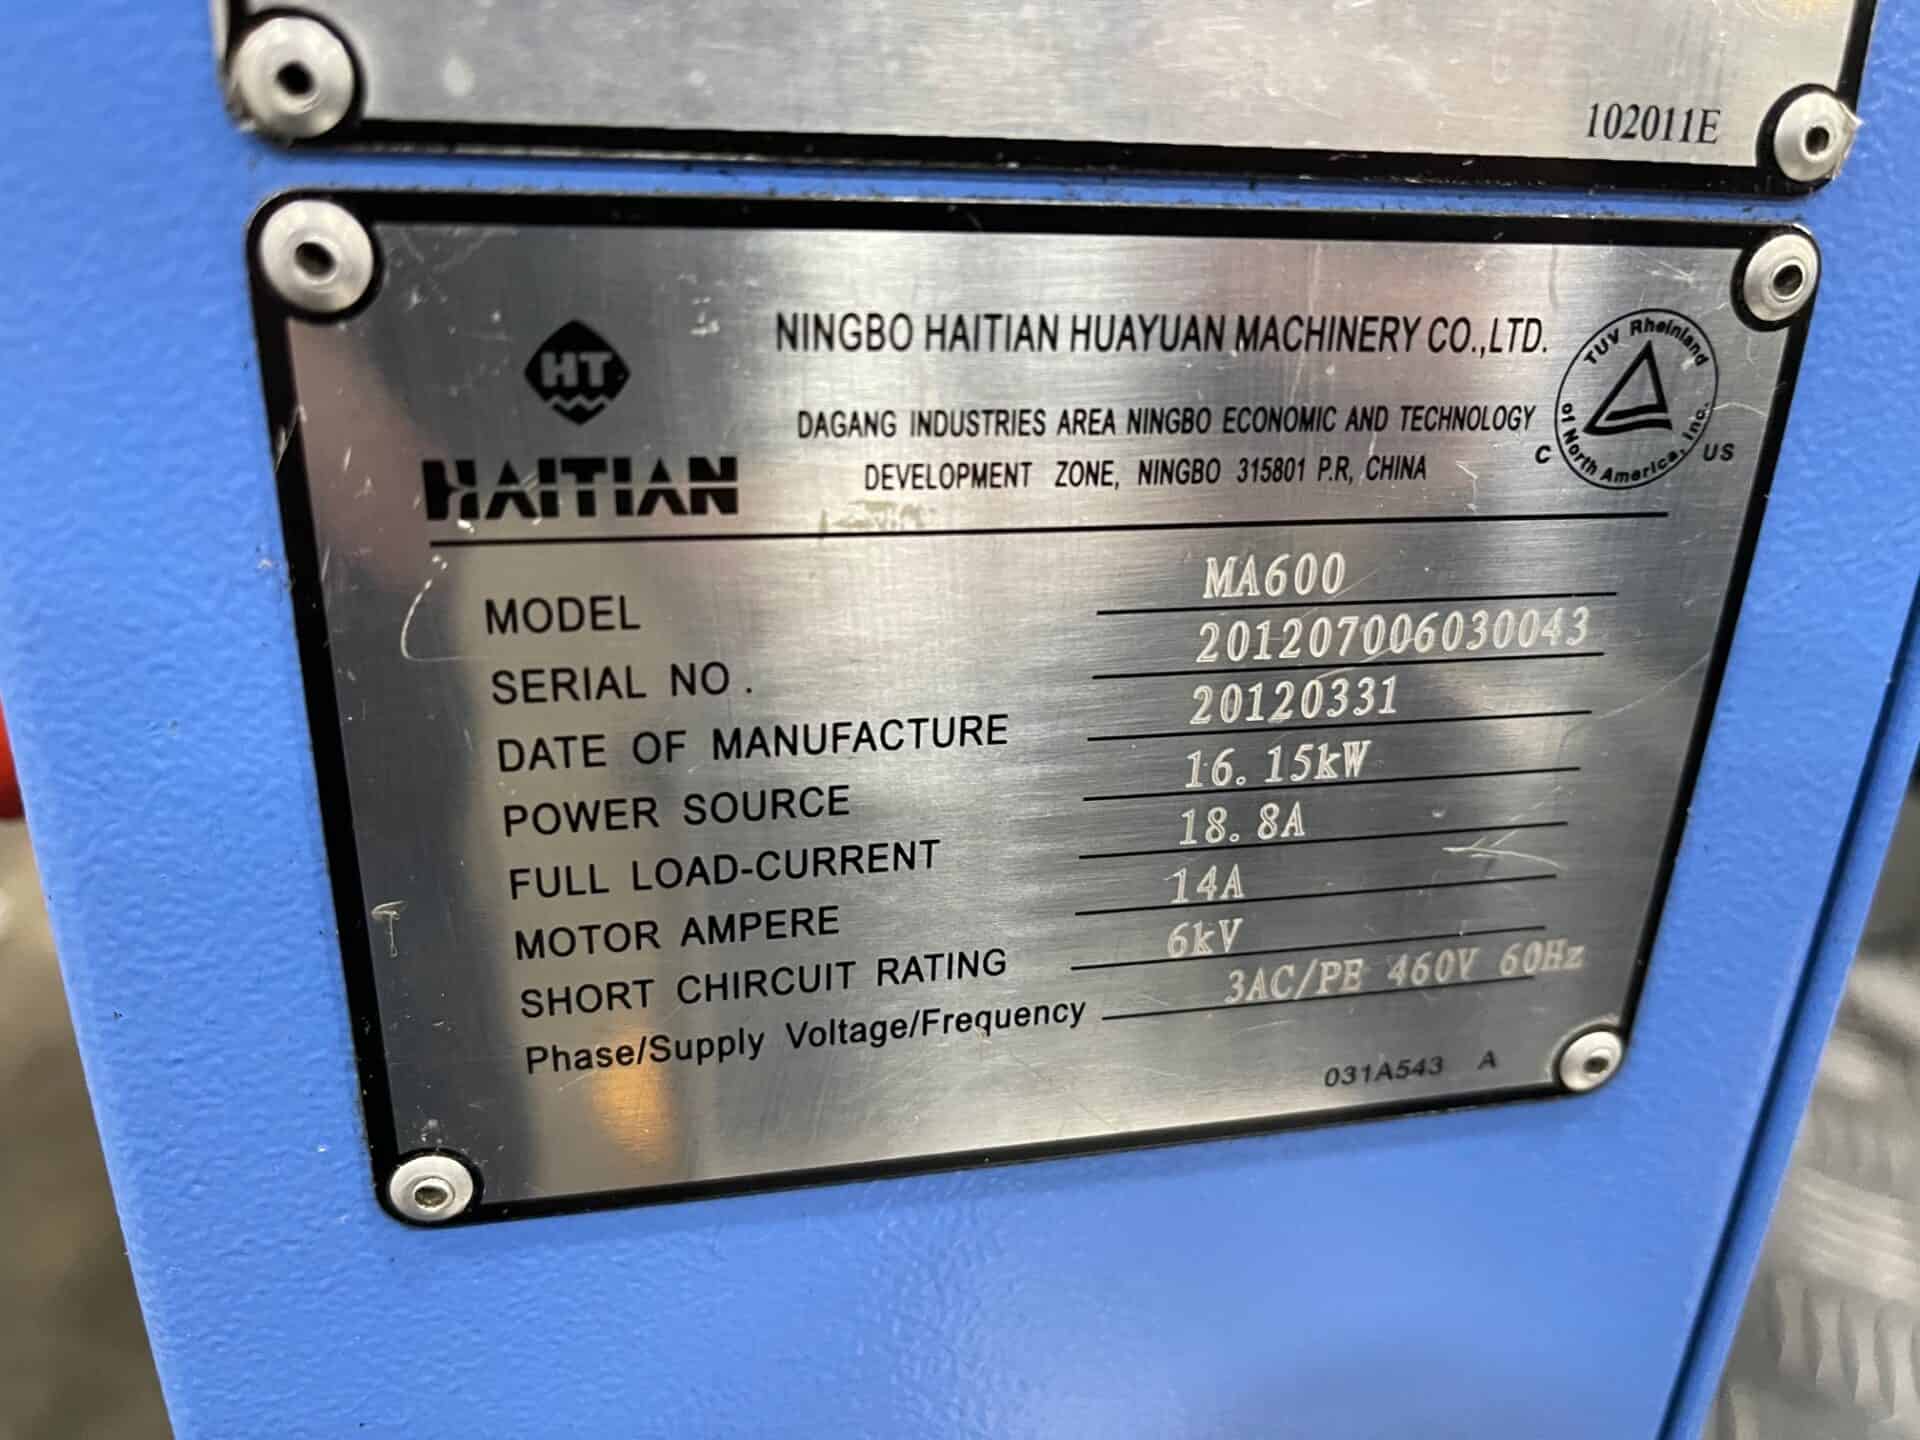 102011E
HT
HAITIAN
NINGBO HAITIAN HUAYUAN MACHINERY CO.,LTD.
DAGANG INDUSTRIES AREA NINGBO ECONOMIC AND TECHNOLOGY
DEVELOPMENT ZONE, NINGBO 315801 P.R, CHINA
TUV Rheinland
of North America, Inc.
C US
MODEL MA600
SERIAL NO. 201207006030043
DATE OF MANUFACTURE 20120331
POWER SOURCE 16.15kW
FULL LOAD-CURRENT 18.8A
MOTOR AMPERE 14A
SHORT CHIRCUIT RATING 6kV
Phase/Supply Voltage/Frequency 3AC/PE 460V 60Hz
031A543 A